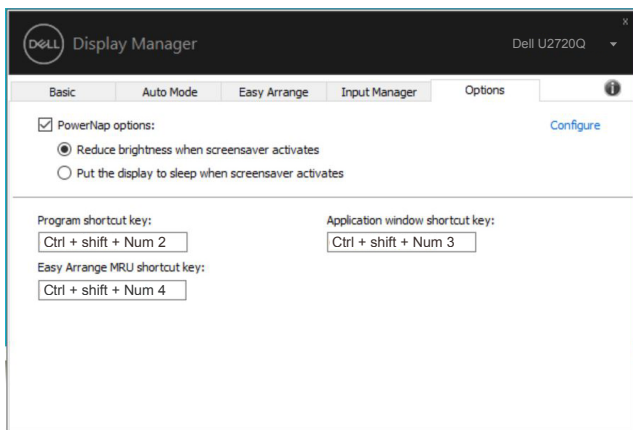 x
DELL Display Manager
Dell U2720Q
Basic Auto Mode Easy Arrange Input Manager Options i
PowerNap options:
Configure
Reduce brightness when screensaver activates
Put the display to sleep when screensaver activates
Program shortcut key:
Application window shortcut key:
Ctrl + shift + Num 2
Ctrl + shift + Num 3
Easy Arrange MRU shortcut key:
Ctrl + shift + Num 4